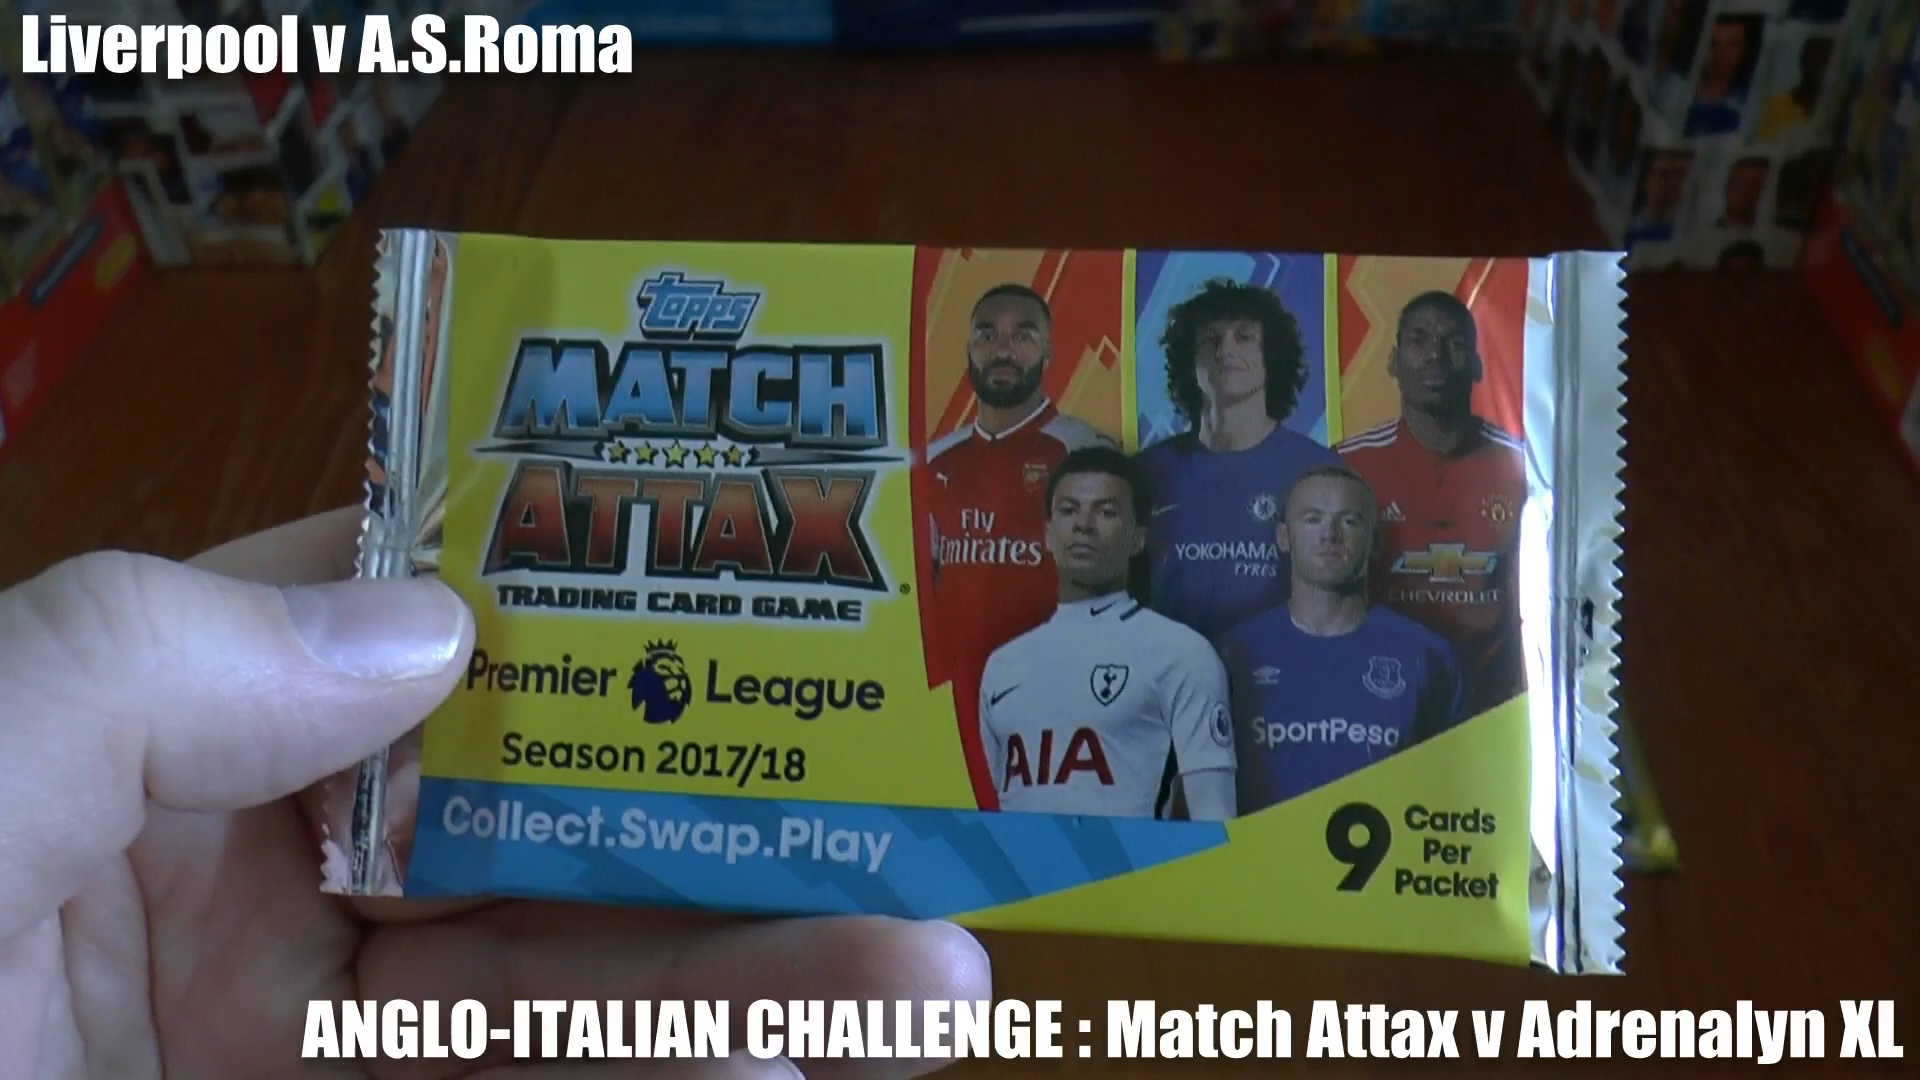 Liverpool v A.S.Roma
topps
MATCH
ATTAX
TRADING CARD GAME
Premier League
Season 2017/18
Collect.Swap.Play
Fly
Emirates
YOKOHAMA
TYRES
CHEVROLET
AIA
SportPesa
9 Cards
Per
Packet
ANGLO-ITALIAN CHALLENGE : Match Attax v Adrenalyn XL